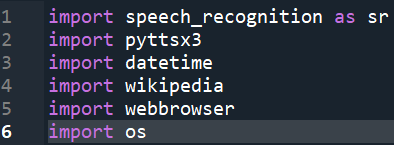 1 import speech_recognition as sr
2 import pyttsx3
3 import datetime
4 import wikipedia
5 import webbrowser
6 import os